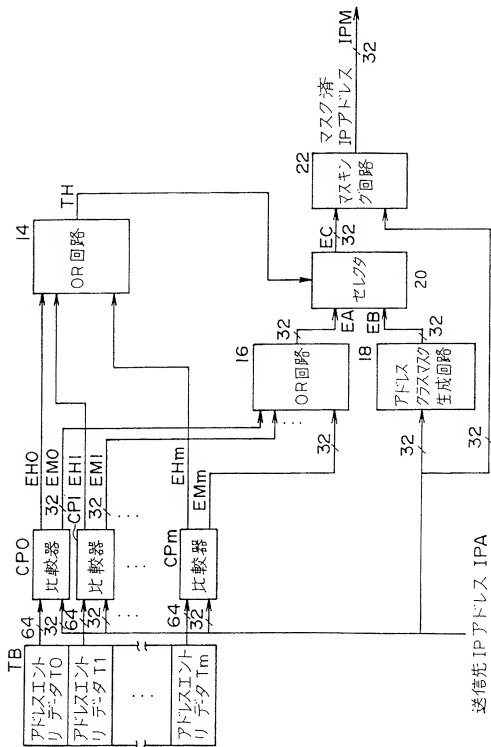 TB
アドレスエント
リデータT0
アドレスエント
リデータT1
アドレスエント
リデータTm
64
32
64
32
64
32
CP0
比較器
CP1
比較器
CPm
比較器
EH0
EM0
32
EH1
EM1
32
EHm
EMm
32
14
OR回路
TH
16
OR回路
32
EA
18
アドレス
クラスマスク
生成回路
32
32
EB
セレクタ
20
EC
32
22
マスキン
グ回路
32
マスク済
IPアドレス IPM
32
送信先IPアドレス IPA